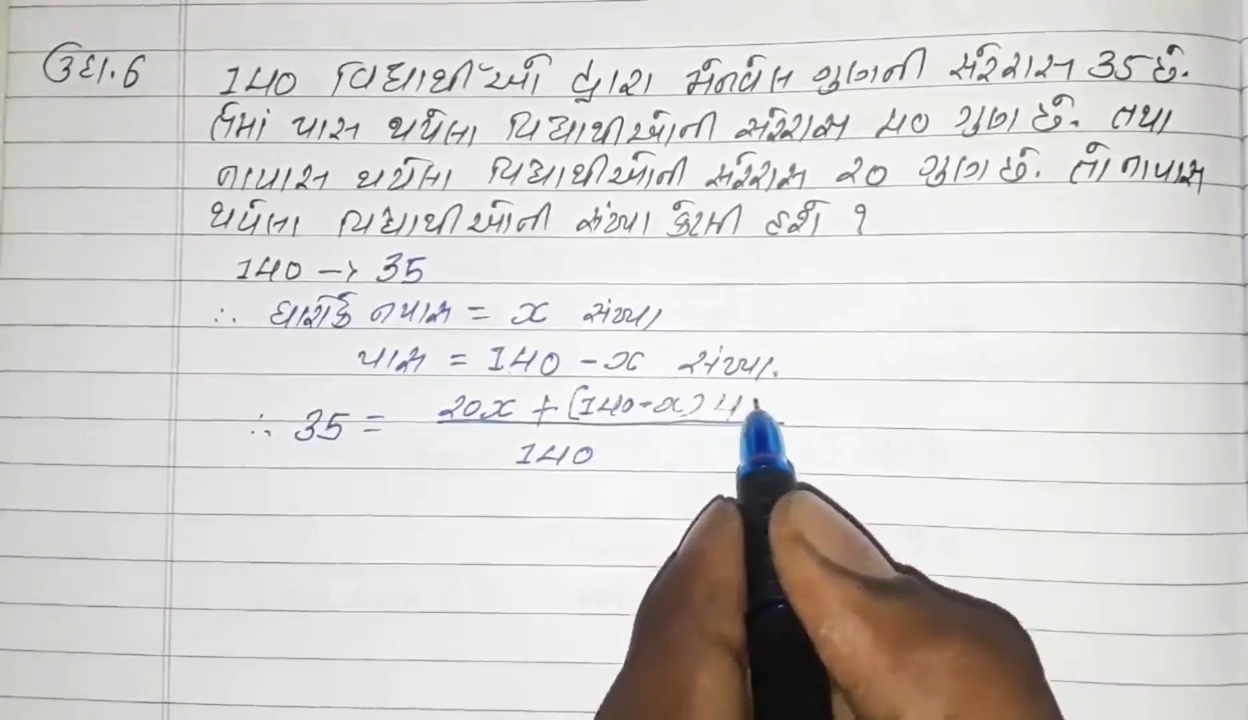 ઉદા.6 140 વિદ્યાર્થીઓ દ્વારા મેળવેલ ગુણની સરેરાશ 35 છે.
તેમાં પાસ થયેલા વિદ્યાર્થીઓની સરેરાશ 40 ગુણ છે. તથા
નાપાસ થયેલા વિદ્યાર્થીઓની સરેરાશ 20 ગુણ છે. તો નાપાસ
થયેલા વિદ્યાર્થીઓની સંખ્યા કેટલી હશે ?
140 → 35
∴ ધારોકે નપાસ = x સંખ્યા
પાસ = 140 - x સંખ્યા.
∴ 35 = 20x + (140-x) 4
140